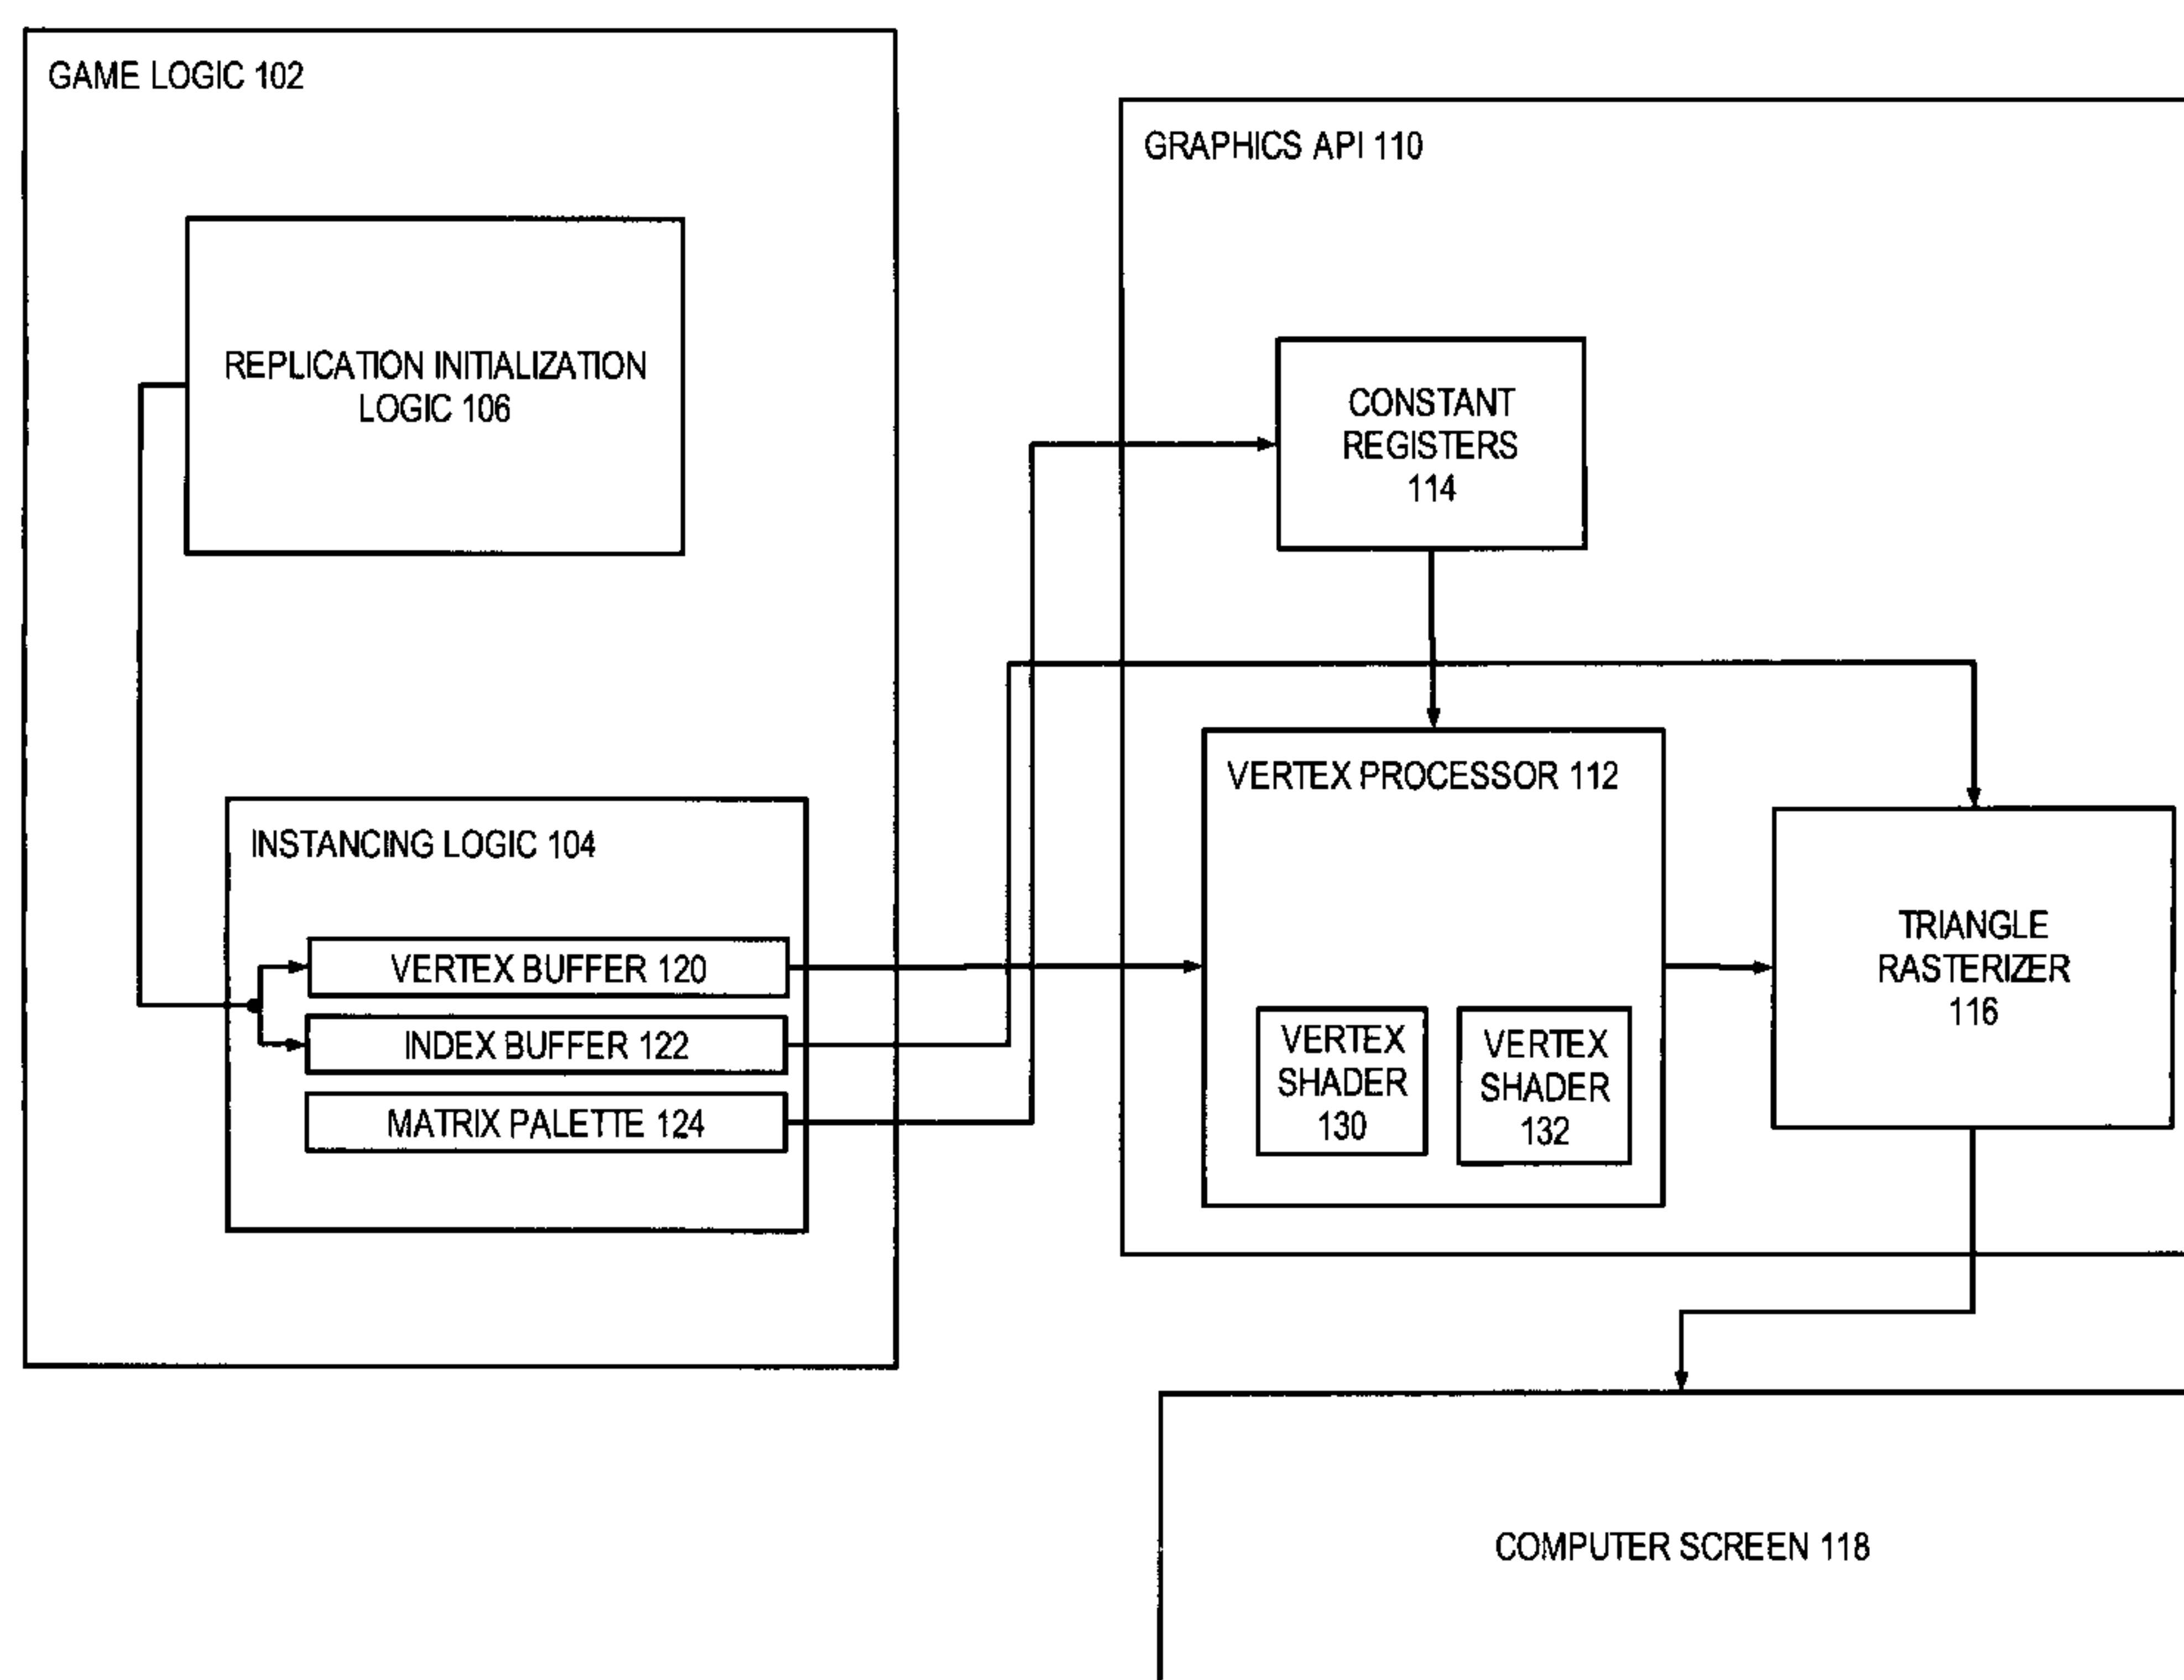 GAME LOGIC 102
REPLICATION INITIALIZATION
LOGIC 106
INSTANCING LOGIC 104
VERTEX BUFFER 120
INDEX BUFFER 122
MATRIX PALETTE 124
GRAPHICS API 110
CONSTANT
REGISTERS
114
VERTEX PROCESSOR 112
VERTEX
SHADER
130
VERTEX
SHADER
132
TRIANGLE
RASTERIZER
116
COMPUTER SCREEN 118